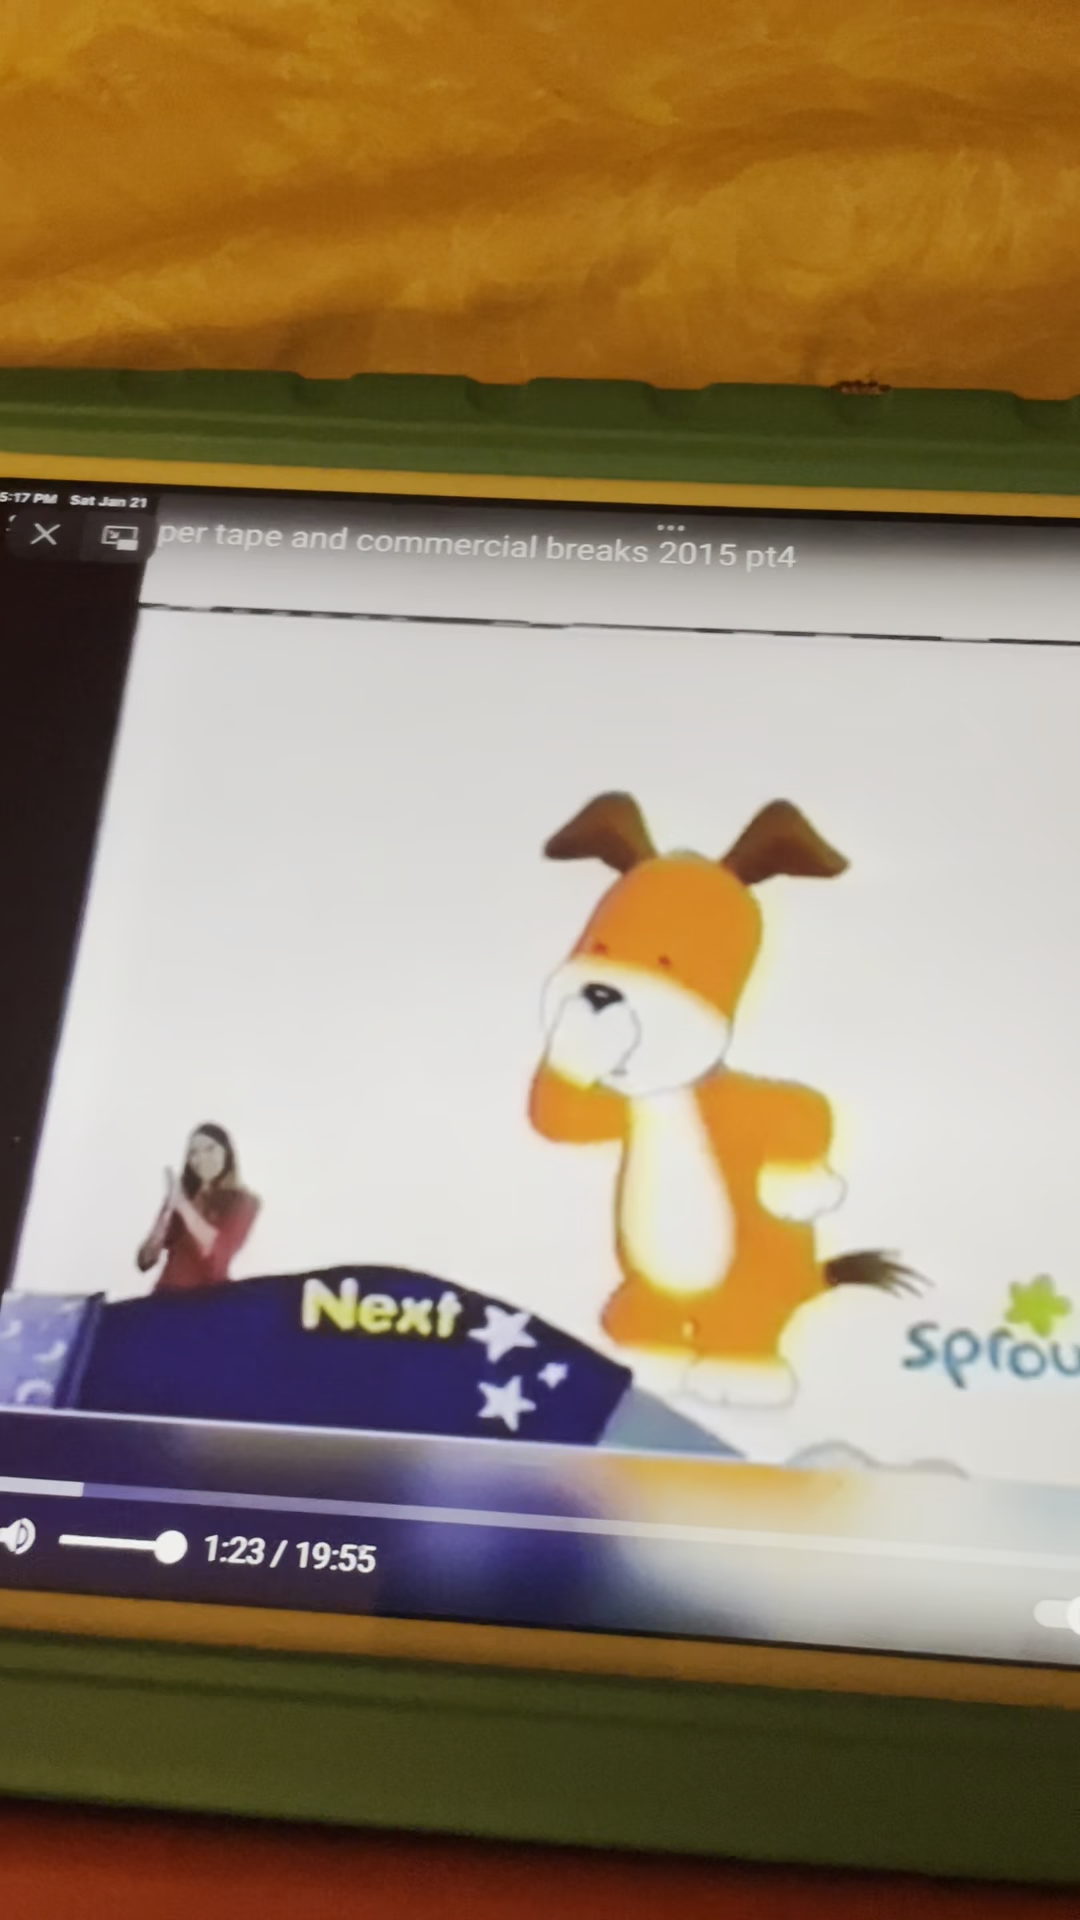 5:17 PM Sat Jan 21
per tape and commercial breaks 2015 pt4
Next
sprou
1:23 / 19:55